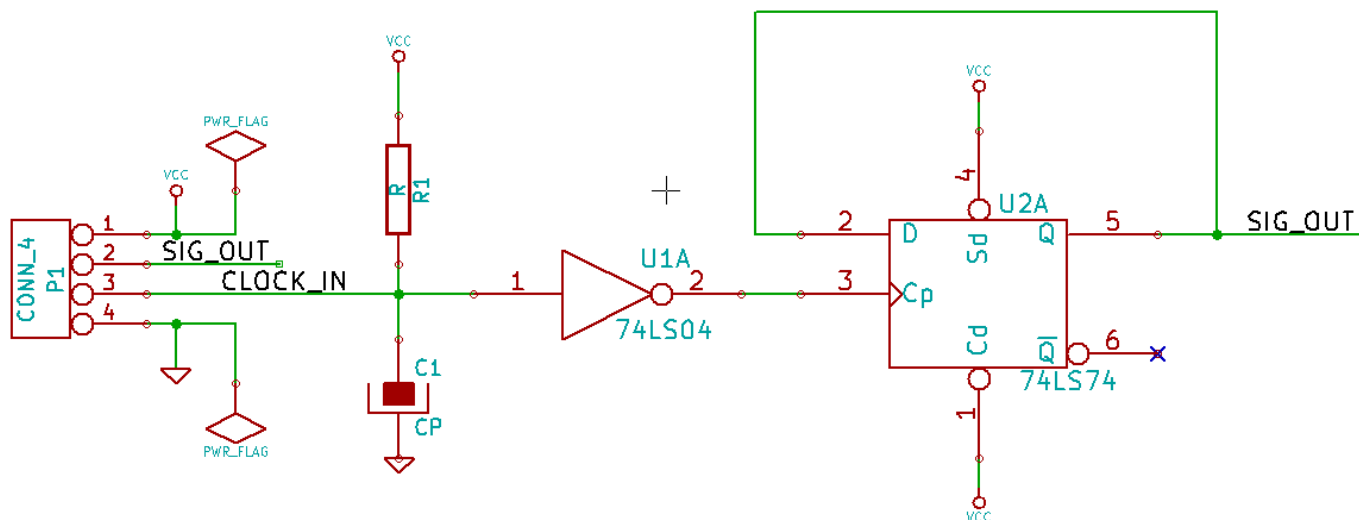 VCC
VCC
PWR_FLAG
4
U2A
VCC
R
R1
CONN_4
P1
1
2
3
4
SIG_OUT
CLOCK_IN
2
D
Sd
Q
5
SIG_OUT
U1A
1
2
74LS04
3
Cp
Cd
Q
6
74LS74
C1
CP
1
PWR_FLAG
VCC